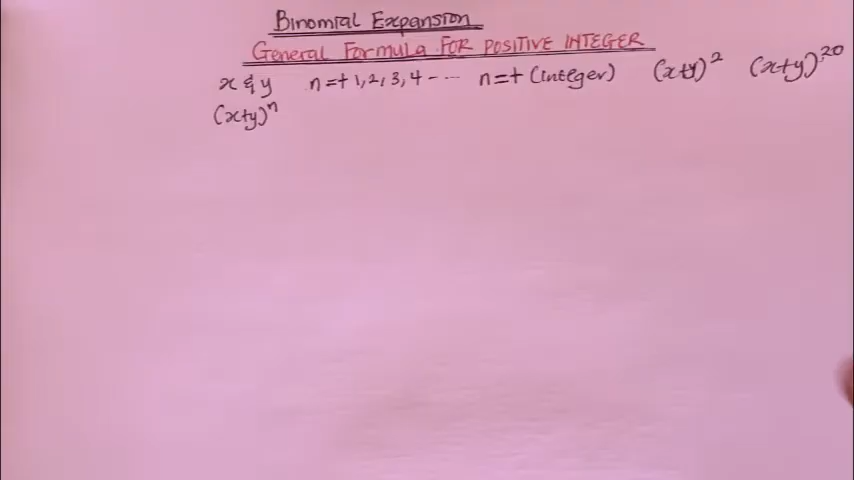 Binomial Expansion
General Formula FOR POSITIVE INTEGER
x & y n=+1,2,3,4 - --- n=+ (integer) (x+y)² (x+y)²⁰
(x+y)ⁿ